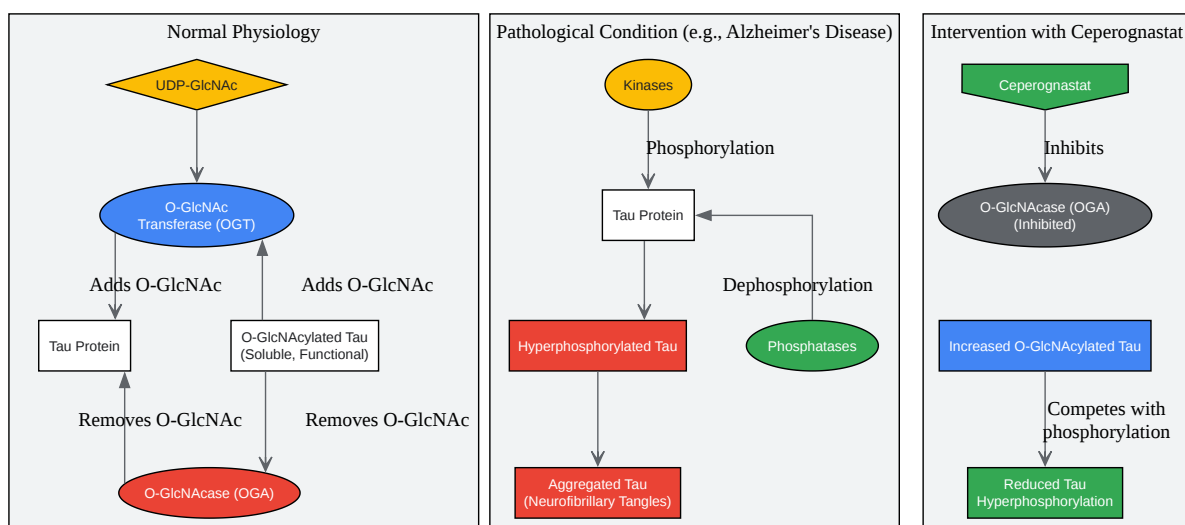 Normal Physiology
UDP-GlcNAc
O-GlcNAc
Transferase (OGT)
Adds O-GlcNAc
Adds O-GlcNAc
Tau Protein
O-GlcNAcylated Tau
(Soluble, Functional)
Removes O-GlcNAc
Removes O-GlcNAc
O-GlcNAcase (OGA)
Pathological Condition (e.g., Alzheimer's Disease)
Kinases
Phosphorylation
Tau Protein
Dephosphorylation
Hyperphosphorylated Tau
Phosphatases
Aggregated Tau
(Neurofibrillary Tangles)
Intervention with Ceperognastat
Ceperognastat
Inhibits
O-GlcNAcase (OGA)
(Inhibited)
Increased O-GlcNAcylated Tau
Competes with
phosphorylation
Reduced Tau
Hyperphosphorylation